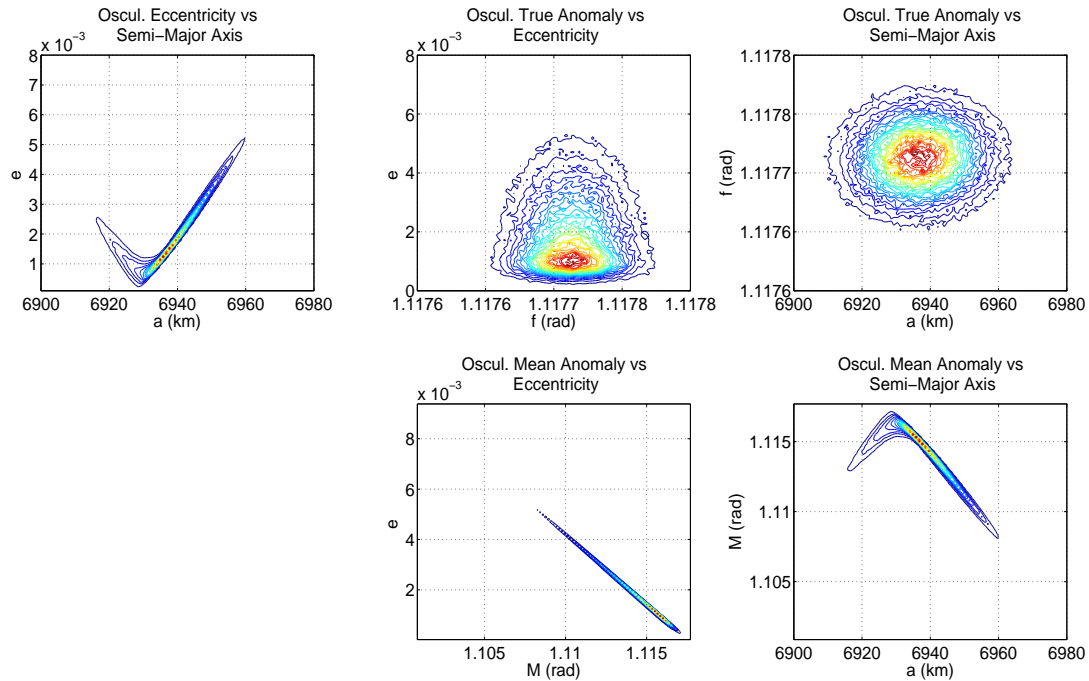 Oscul. Eccentricity vs
Semi−Major Axis
x 10⁻³
8
7
6
5
4
3
2
1
e
6900 6920 6940 6960 6980
a (km)
Oscul. True Anomaly vs
Eccentricity
x 10⁻³
8
6
4
2
0
e
1.1176 1.1176 1.1177 1.1178 1.1178
f (rad)
Oscul. True Anomaly vs
Semi−Major Axis
1.1178
1.1178
1.1177
1.1176
1.1176
f (rad)
6900 6920 6940 6960 6980
a (km)
Oscul. Mean Anomaly vs
Eccentricity
x 10⁻³
8
6
4
2
e
1.105 1.110 1.115
M (rad)
Oscul. Mean Anomaly vs
Semi−Major Axis
1.115
1.11
1.105
M (rad)
6900 6920 6940 6960 6980
a (km)